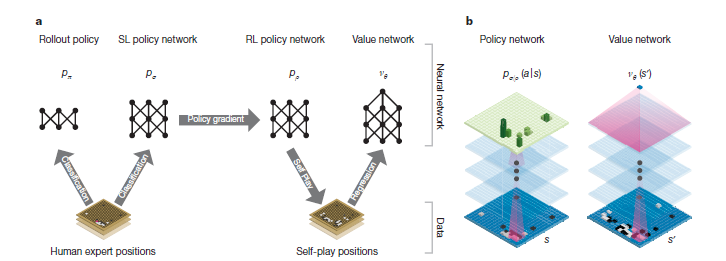 a
Rollout policy SL policy network RL policy network Value network
pπ pσ pρ vθ
Policy gradient
Classification Classification Self Play Regression
Human expert positions Self-play positions
Neural network
Data
b
Policy network Value network
pσ/ρ (a|s) vθ (s′)
s s′